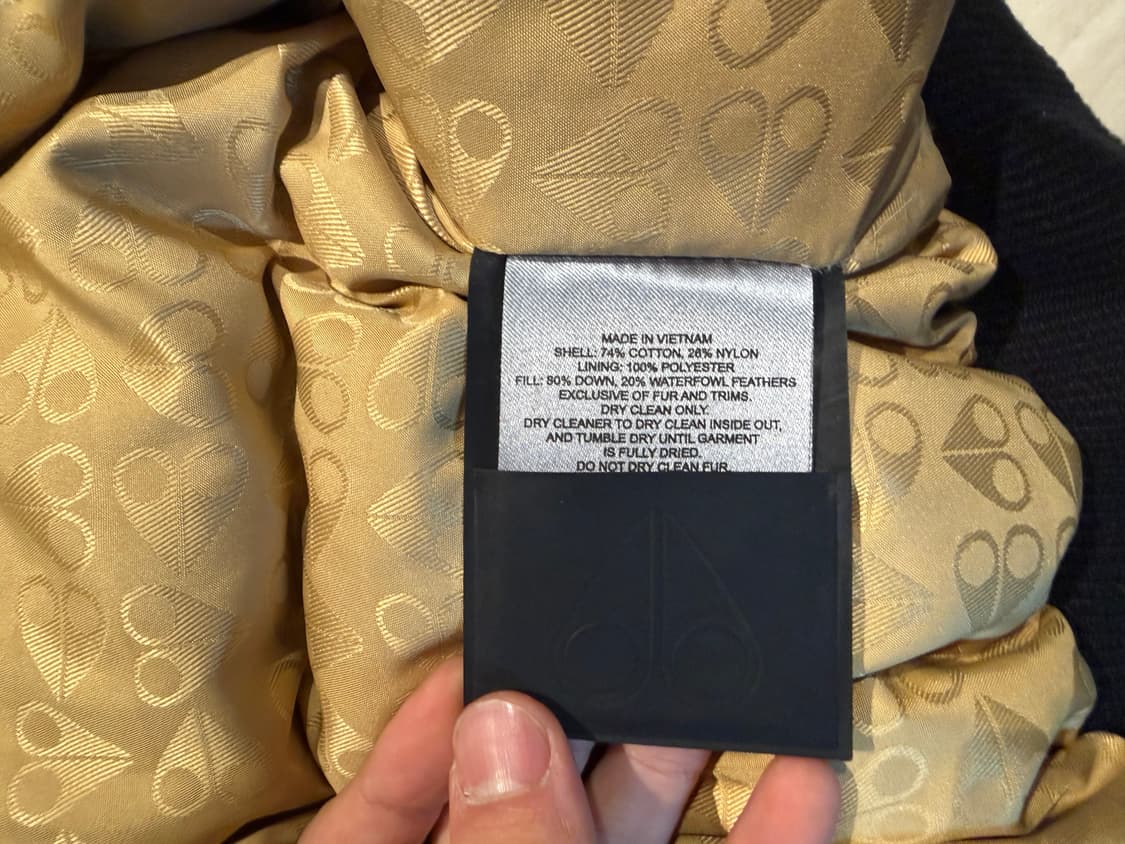 MADE IN VIETNAM
SHELL: 74% COTTON, 26% NYLON
LINING: 100% POLYESTER
FILL: 80% DOWN, 20% WATERFOWL FEATHERS
EXCLUSIVE OF FUR AND TRIMS.
DRY CLEAN ONLY.
DRY CLEANER TO DRY CLEAN INSIDE OUT,
AND TUMBLE DRY UNTIL GARMENT
IS FULLY DRIED.
DO NOT DRY CLEAN FUR.